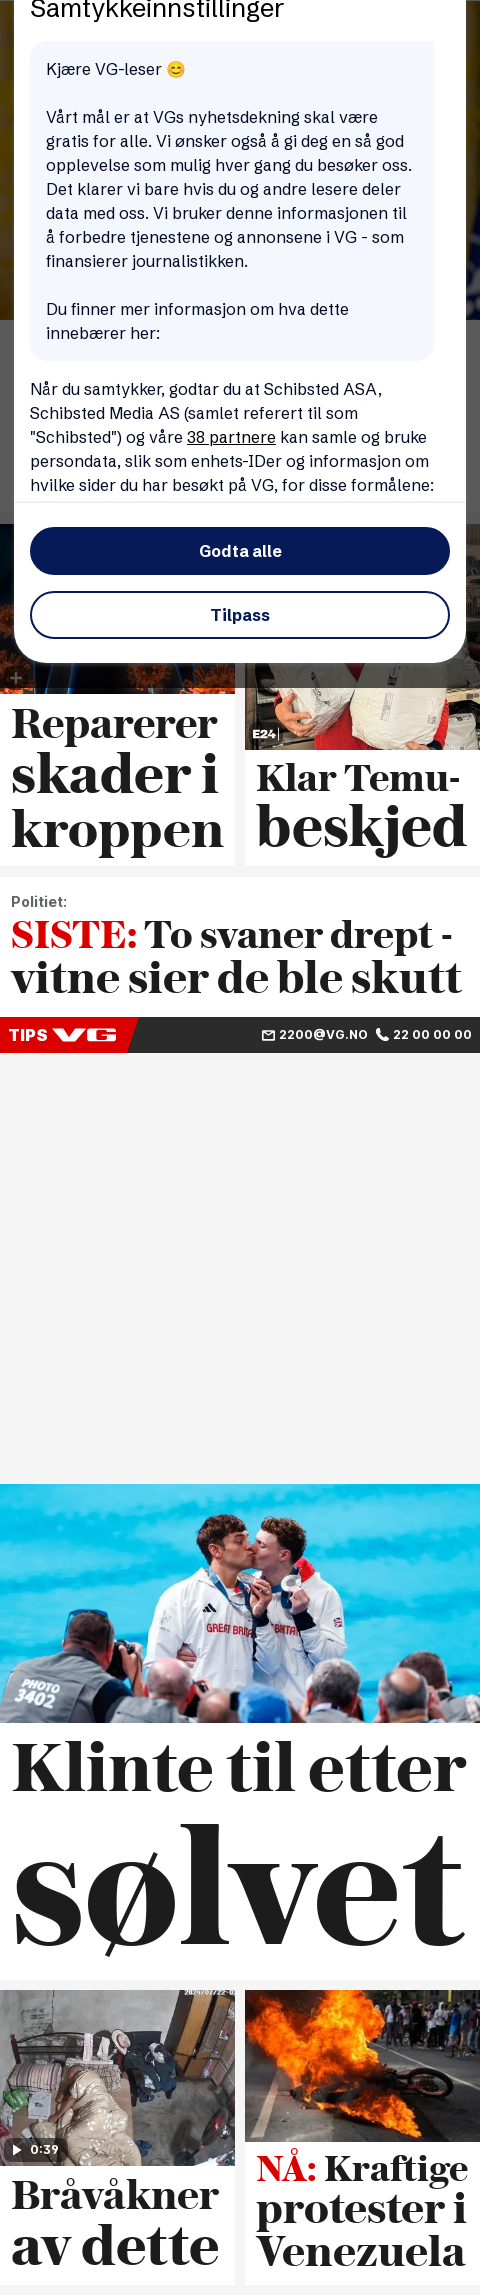 Samtykkeinnstillinger
Kjære VG-leser 😊
Vårt mål er at VGs nyhetsdekning skal være
gratis for alle. Vi ønsker også å gi deg en så god
opplevelse som mulig hver gang du besøker oss.
Det klarer vi bare hvis du og andre lesere deler
data med oss. Vi bruker denne informasjonen til
å forbedre tjenestene og annonsene i VG - som
finansierer journalistikken.
Du finner mer informasjon om hva dette
innebærer her:
Når du samtykker, godtar du at Schibsted ASA,
Schibsted Media AS (samlet referert til som
"Schibsted") og våre 38 partnere kan samle og bruke
persondata, slik som enhets-IDer og informasjon om
hvilke sider du har besøkt på VG, for disse formålene:
Godta alle
Tilpass
Reparerer
skader i
kroppen
E24
Klar Temu-
beskjed
Politiet:
SISTE: To svaner drept -
vitne sier de ble skutt
TIPS VG 2200@VG.NO 22 00 00 00
GREAT BRITAIN
PHOTO
3402
Klinte til etter
sølvet
0:39
Bråvåkner
av dette
NÅ: Kraftige
protester i
Venezuela